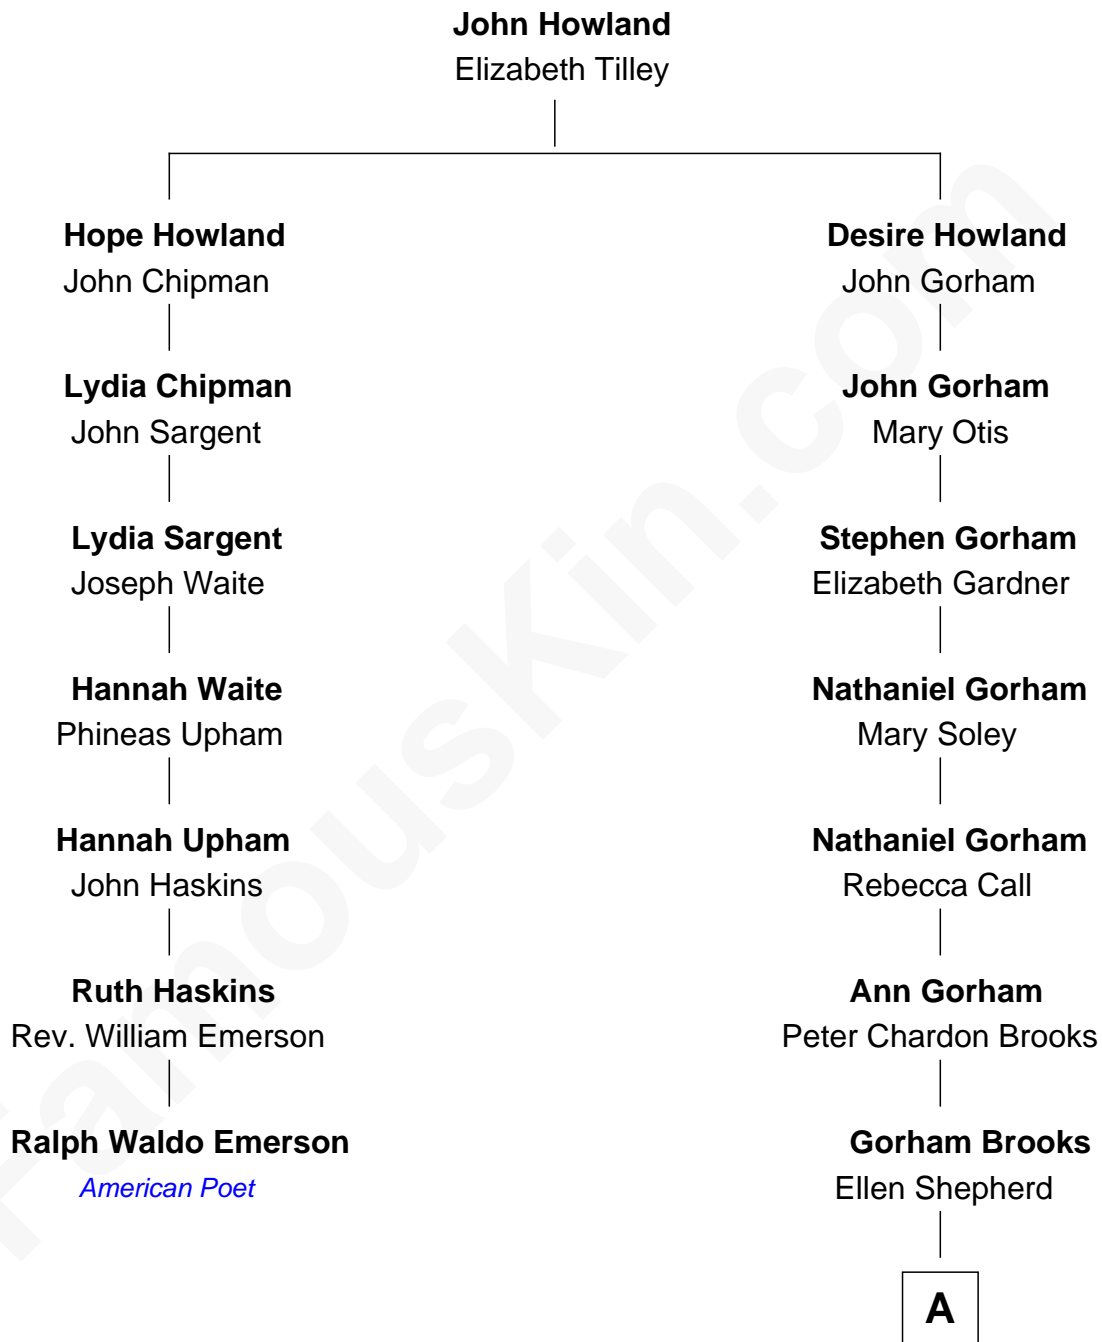 John Howland
Elizabeth Tilley
Hope Howland
John Chipman
Desire Howland
John Gorham
Lydia Chipman
John Sargent
John Gorham
Mary Otis
Lydia Sargent
Joseph Waite
Stephen Gorham
Elizabeth Gardner
Hannah Waite
Phineas Upham
Nathaniel Gorham
Mary Soley
Hannah Upham
John Haskins
Nathaniel Gorham
Rebecca Call
Ruth Haskins
Rev. William Emerson
Ann Gorham
Peter Chardon Brooks
Ralph Waldo Emerson
American Poet
Gorham Brooks
Ellen Shepherd
A
FamousKin.com